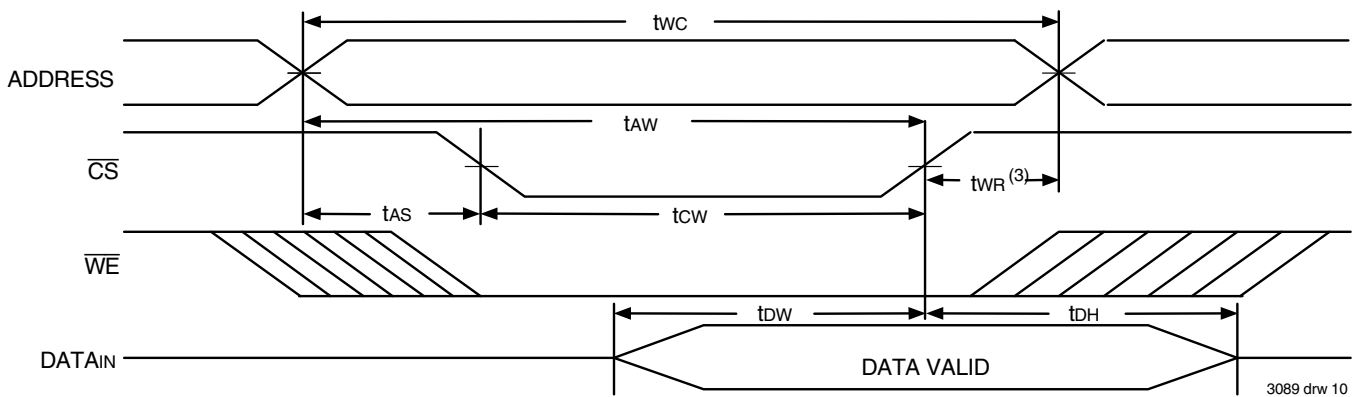 tWC
ADDRESS
tAW
CS
tWR (3)
tAS
tCW
WE
tDW
tDH
DATAIN
DATA VALID
3089 drw 10